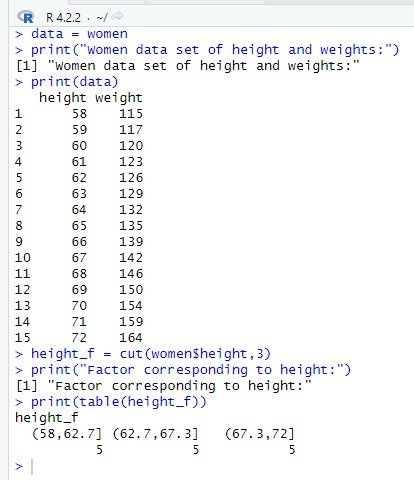 R R 4.2.2 · ~/
> data = women
> print("Women data set of height and weights:")
[1] "Women data set of height and weights:"
> print(data)
   height weight
1      58    115
2      59    117
3      60    120
4      61    123
5      62    126
6      63    129
7      64    132
8      65    135
9      66    139
10     67    142
11     68    146
12     69    150
13     70    154
14     71    159
15     72    164
> height_f = cut(women$height,3)
> print("Factor corresponding to height:")
[1] "Factor corresponding to height:"
> print(table(height_f))
height_f
  (58,62.7] (62.7,67.3]   (67.3,72]
          5           5           5
>